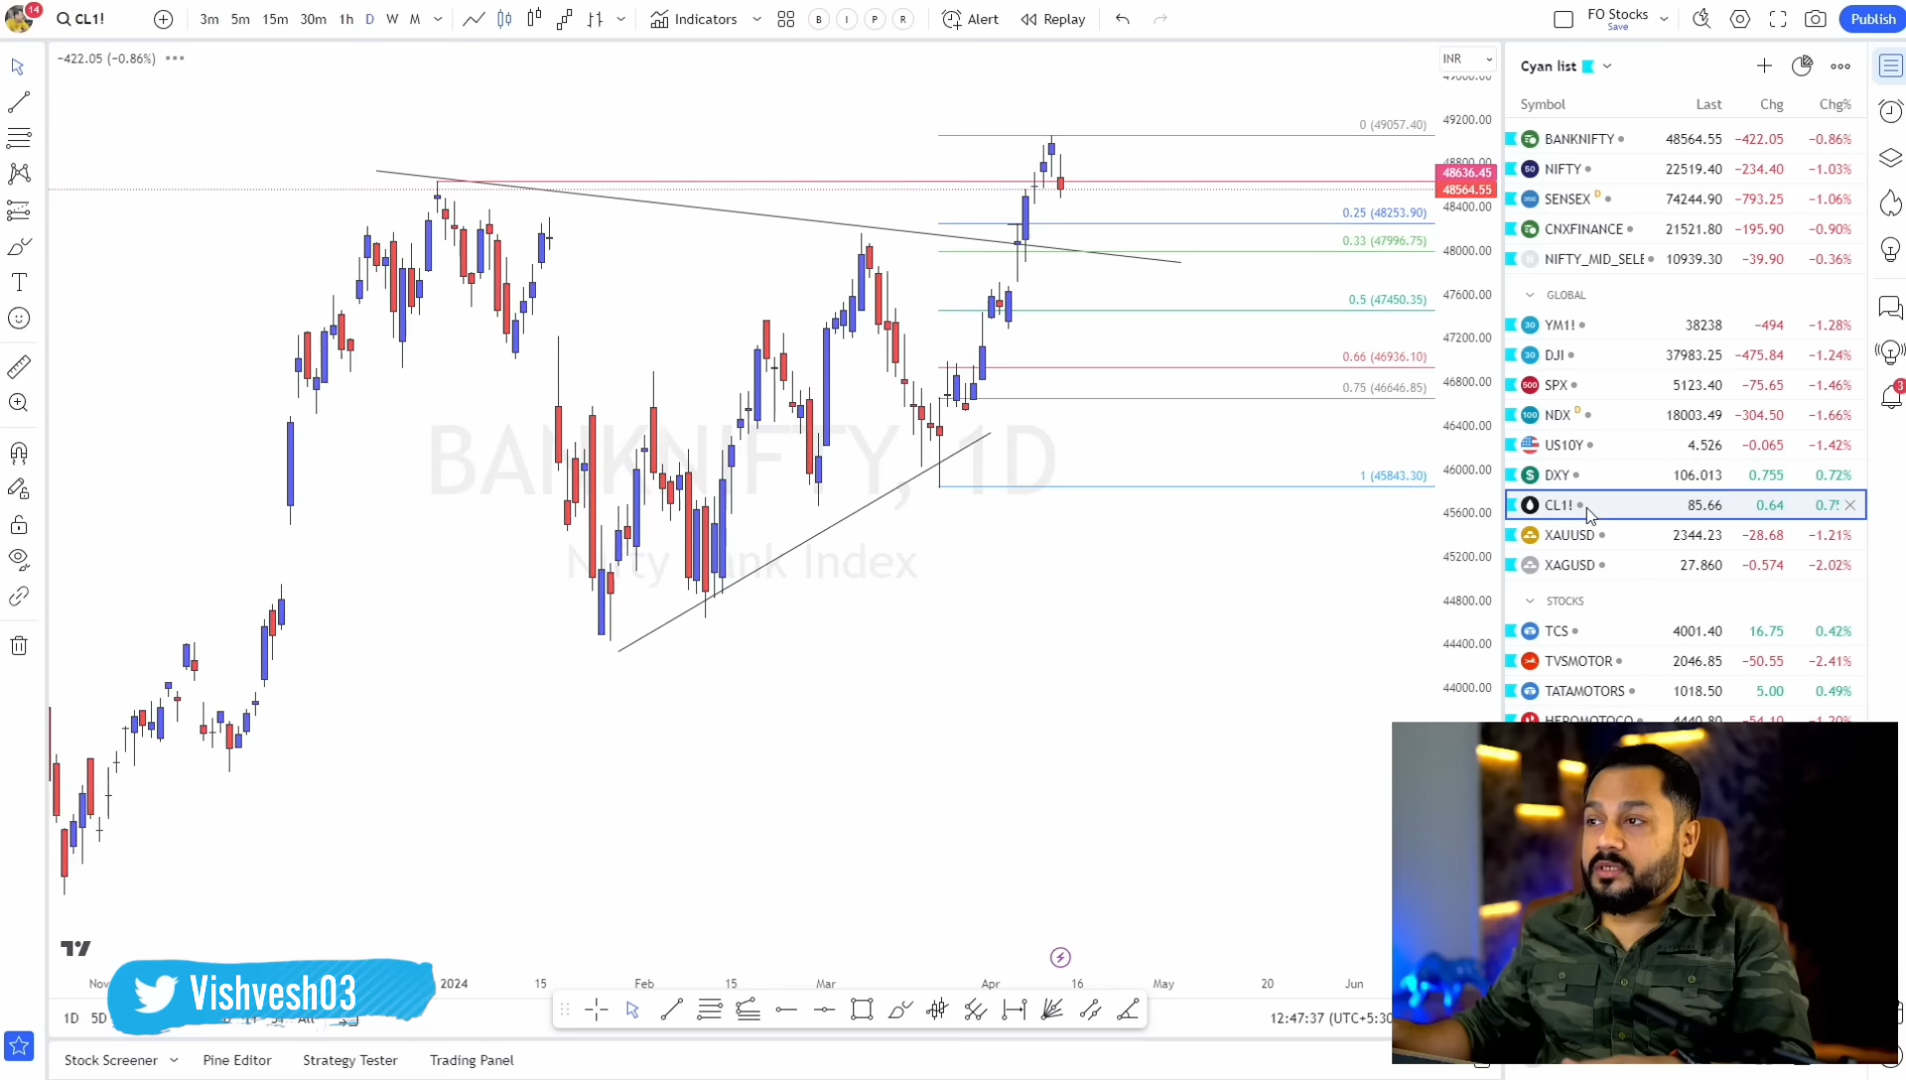 14
CL1!
3m 5m 15m 30m 1h D W M
Indicators
B I P R
Alert
Replay
FO Stocks
Save
Publish
−422.05 (−0.86%)
INR
49200.00
48800.00
48636.45
48564.55
48400.00
48000.00
47600.00
47200.00
46800.00
46400.00
46000.00
45600.00
45200.00
44800.00
44400.00
44000.00
0 (49057.40)
0.25 (48253.90)
0.33 (47996.75)
0.5 (47450.35)
0.66 (46936.10)
0.75 (46646.85)
1 (45843.30)
BANKNIFTY, 1D
Nifty Bank Index
Cyan list
Symbol Last Chg Chg%
BANKNIFTY 48564.55 −422.05 −0.86%
NIFTY 22519.40 −234.40 −1.03%
SENSEX D 74244.90 −793.25 −1.06%
CNXFINANCE 21521.80 −195.90 −0.90%
NIFTY_MID_SELE 10939.30 −39.90 −0.36%
GLOBAL
YM1! 38238 −494 −1.28%
DJI 37983.25 −475.84 −1.24%
SPX 5123.40 −75.65 −1.46%
NDX D 18003.49 −304.50 −1.66%
US10Y 4.526 −0.065 −1.42%
DXY 106.013 0.755 0.72%
CL1! 85.66 0.64
XAUUSD 2344.23 −28.68 −1.21%
XAGUSD 27.860 −0.574 −2.02%
STOCKS
TCS 4001.40 16.75 0.42%
TVSMOTOR 2046.85 −50.55 −2.41%
TATAMOTORS 1018.50 5.00 0.49%
HEROMOTOCO 4440.80 −54.10 −1.20%
3
2024 15 Feb 15 Mar Apr 16 May 20 Jun
Vishvesh03
1D 5D
12:47:37 (UTC+5:30
Stock Screener Pine Editor Strategy Tester Trading Panel